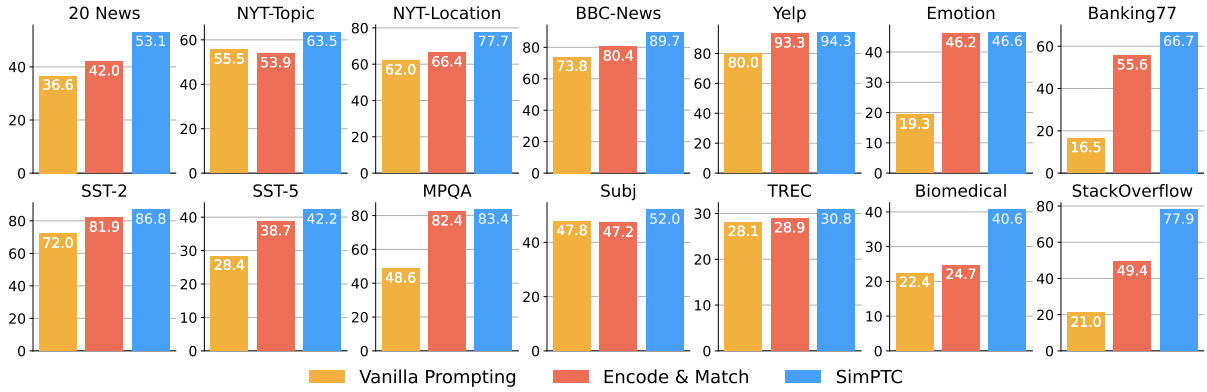 20 News NYT-Topic NYT-Location BBC-News Yelp Emotion Banking77
0 20 40 36.6 42.0 53.1
0 20 40 60 55.5 53.9 63.5
0 20 40 60 80 62.0 66.4 77.7
0 20 40 60 80 73.8 80.4 89.7
0 20 40 60 80 80.0 93.3 94.3
0 10 20 30 40 19.3 46.2 46.6
0 20 40 60 16.5 55.6 66.7
SST-2 SST-5 MPQA Subj TREC Biomedical StackOverflow
0 20 40 60 80 72.0 81.9 86.8
0 10 20 30 40 28.4 38.7 42.2
0 20 40 60 80 48.6 82.4 83.4
0 20 40 47.8 47.2 52.0
0 10 20 30 28.1 28.9 30.8
0 10 20 30 40 22.4 24.7 40.6
0 20 40 60 80 21.0 49.4 77.9
Vanilla Prompting Encode & Match SimPTC